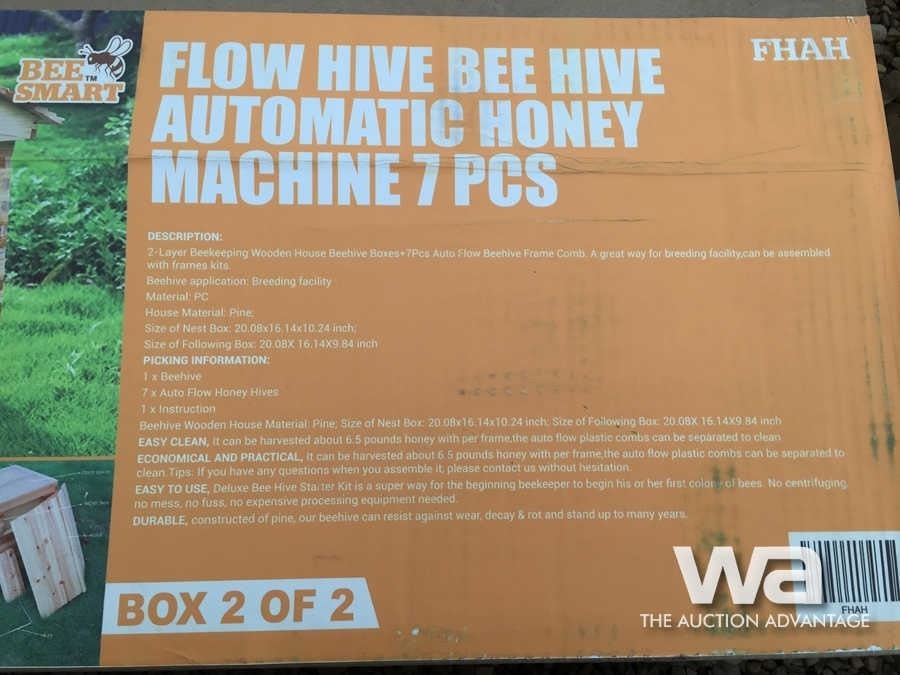 BEE
SMART™
FLOW HIVE BEE HIVE
AUTOMATIC HONEY
MACHINE 7 PCS
FHAH
DESCRIPTION:
2-Layer Beekeeping Wooden House Beehive Boxes+7Pcs Auto Flow Beehive Frame Comb. A great way for breeding facility,can be assembled
with frames kits.
Beehive application: Breeding facility
Material: PC
House Material: Pine;
Size of Nest Box: 20.08x16.14x10.24 inch;
Size of Following Box: 20.08X 16.14X9.84 inch
PICKING INFORMATION:
1 x Beehive
7 x Auto Flow Honey Hives
1 x Instruction
Beehive Wooden House Material: Pine; Size of Nest Box: 20.08x16.14x10.24 inch; Size of Following Box: 20.08X 16.14X9.84 inch
EASY CLEAN, It can be harvested about 6.5 pounds honey with per frame,the auto flow plastic combs can be separated to clean
ECONOMICAL AND PRACTICAL, It can be harvested about 6 5 pounds honey with per frame,the auto flow plastic combs can be separated to
clean.Tips: If you have any questions when you assemble it, please contact us without hesitation.
EASY TO USE, Deluxe Bee Hive Starter Kit is a super way for the beginning beekeeper to begin his or her first colony of bees. No centrifuging,
no mess, no fuss, no expensive processing equipment needed.
DURABLE, constructed of pine, our beehive can resist against wear, decay & rot and stand up to many years.
BOX 2 OF 2
FHAH
wa
THE AUCTION ADVANTAGE